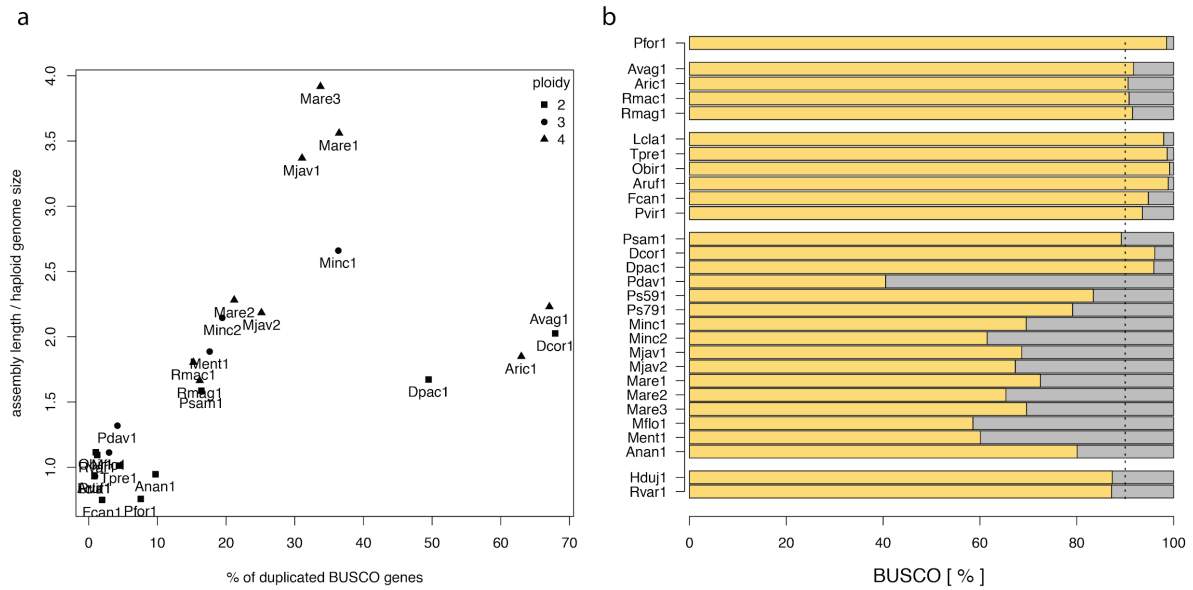 a
b
assembly length / haploid genome size
4.0
3.5
3.0
2.5
2.0
1.5
1.0
ploidy
2
3
4
Mare3
Mare1
Mjav1
Minc1
Mare2
Mjav2
Minc2
Avag1
Dcor1
Ment1
Aric1
Rmac1
Rmag1
Psam1
Dpac1
Pdav1
Tpre1
Anan1
Fcan1
Pfor1
0 10 20 30 40 50 60 70
% of duplicated BUSCO genes
Pfor1
Avag1
Aric1
Rmac1
Rmag1
Lcla1
Tpre1
Obir1
Aruf1
Fcan1
Pvir1
Psam1
Dcor1
Dpac1
Pdav1
Ps591
Ps791
Minc1
Minc2
Mjav1
Mjav2
Mare1
Mare2
Mare3
Mflo1
Ment1
Anan1
Hduj1
Rvar1
0 20 40 60 80 100
BUSCO [ % ]